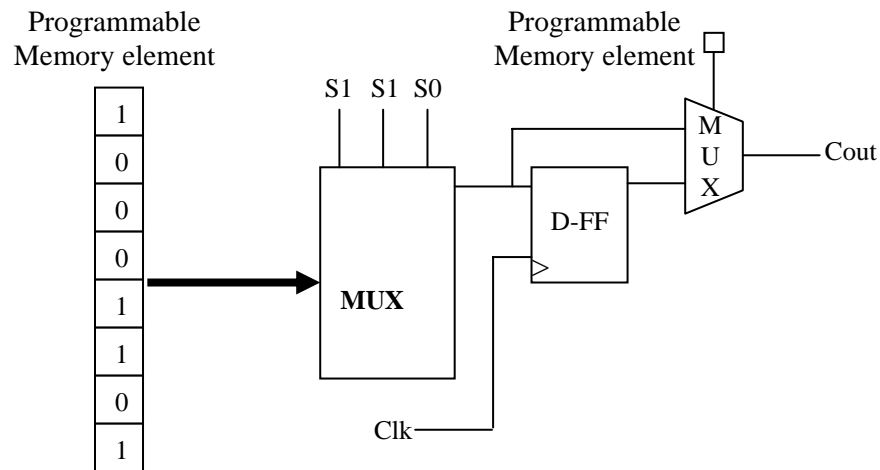 Programmable
Memory element
Programmable
Memory element
S1 S1 S0
1
0
0
0
1
1
0
1
MUX
D-FF
M
U
X
Cout
Clk